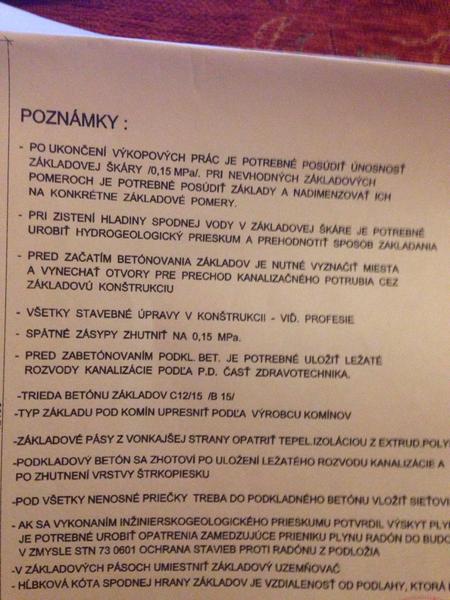 POZNÁMKY :
- PO UKONČENÍ VÝKOPOVÝCH PRÁC JE POTREBNÉ POSÚDIŤ ÚNOSNOSŤ
ZÁKLADOVEJ ŠKÁRY /0,15 MPa/. PRI NEVHODNÝCH ZÁKLADOVÝCH
POMEROCH JE POTREBNÉ POSÚDIŤ ZÁKLADY A NADIMENZOVAŤ ICH
NA KONKRÉTNE ZÁKLADOVÉ POMERY.
- PRI ZISTENÍ HLADINY SPODNEJ VODY V ZÁKLADOVEJ ŠKÁRE JE POTREBNÉ
UROBIŤ HYDROGEOLOGICKÝ PRIESKUM A PREHODNOTIŤ SPÔSOB ZAKLADANIA
- PRED ZAČATÍM BETÓNOVANIA ZÁKLADOV JE NUTNÉ VYZNAČIŤ MIESTA
A VYNECHAŤ OTVORY PRE PRECHOD KANALIZAČNÉHO POTRUBIA CEZ
ZÁKLADOVÚ KONŠTRUKCIU
- VŠETKY STAVEBNÉ ÚPRAVY V KONŠTRUKCII - VIĎ. PROFESIE
- SPÄTNÉ ZÁSYPY ZHUTNIŤ NA 0,15 MPa.
- PRED ZABETÓNOVANÍM PODKL. BET. JE POTREBNÉ ULOŽIŤ LEŽATÉ
ROZVODY KANALIZÁCIE PODĽA P.D. ČASŤ ZDRAVOTECHNIKA.
-TRIEDA BETÓNU ZÁKLADOV C12/15 /B 15/
-TYP ZÁKLADU POD KOMÍN UPRESNIŤ PODĽA VÝROBCU KOMÍNOV
-ZÁKLADOVÉ PÁSY Z VONKAJŠEJ STRANY OPATRIŤ TEPEL.IZOLÁCIOU Z EXTRUD.POLY
-PODKLADOVÝ BETÓN SA ZHOTOVÍ PO ULOŽENÍ LEŽATÉHO ROZVODU KANALIZÁCIE A
PO ZHUTNENÍ VRSTVY ŠTRKOPIESKU
-POD VŠETKY NENOSNÉ PRIEČKY TREBA DO PODKLADNÉHO BETÓNU VLOŽIŤ SIEŤOVI
- AK SA VYKONANÍM INŽINIERSKOGEOLOGICKÉHO PRIESKUMU POTVRDIL VÝSKYT PLYN
JE POTREBNÉ UROBIŤ OPATRENIA ZAMEDZUJÚCE PRIENIKU PLYNU RADÓN DO BUDO
V ZMYSLE STN 73 0601 OCHRANA STAVIEB PROTI RADÓNU Z PODLOŽIA
-V ZÁKLADOVÝCH PÁSOCH UMIESTNIŤ ZÁKLADOVÝ UZEMŇOVAČ
- HĹBKOVÁ KÓTA SPODNEJ HRANY ZÁKLADOV JE VZDIALENOSŤ OD PODLAHY, KTORÁ